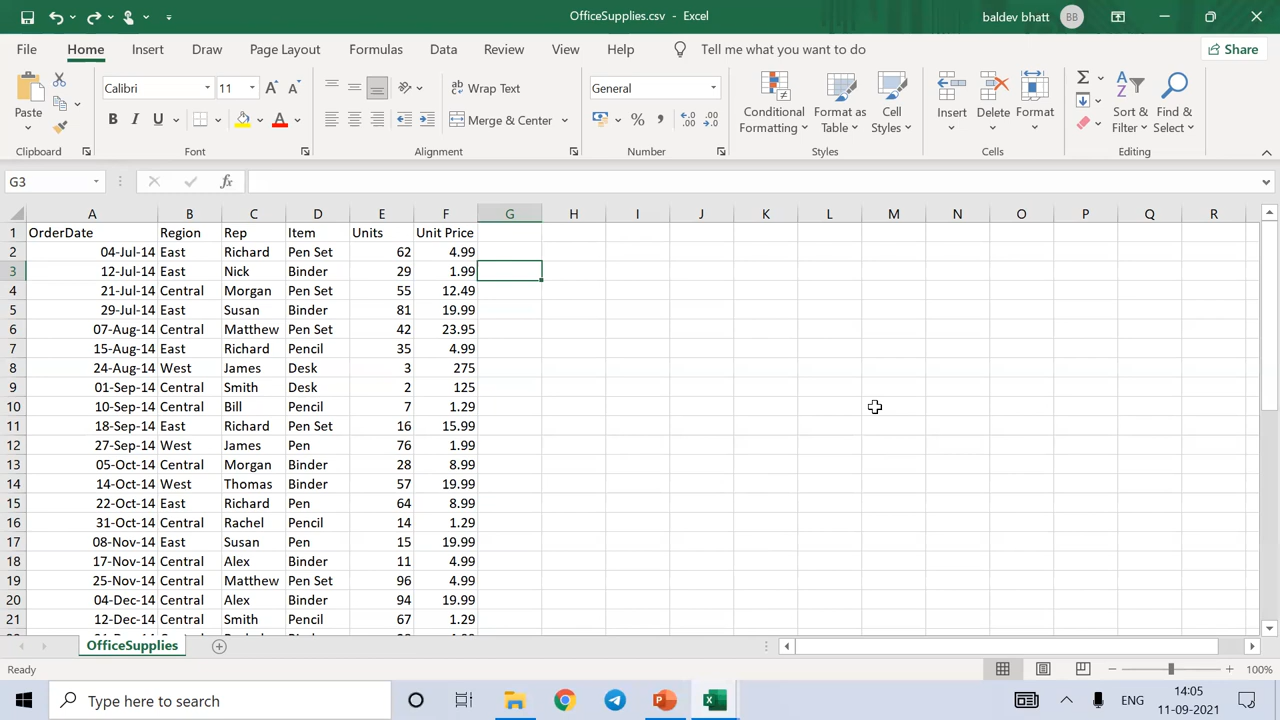 OfficeSupplies.csv - Excel
baldev bhatt BB
File Home Insert Draw Page Layout Formulas Data Review View Help Tell me what you want to do Share
Paste
Calibri 11
B I U A
Wrap Text
Merge & Center
General
% ,
Conditional Formatting
Format as Table
Cell Styles
Insert Delete Format
Sort & Filter
Find & Select
Clipboard Font Alignment Number Styles Cells Editing
G3 fx
A B C D E F G H I J K L M N O P Q R
1 OrderDate Region Rep Item Units Unit Price
2 04-Jul-14 East Richard Pen Set 62 4.99
3 12-Jul-14 East Nick Binder 29 1.99
4 21-Jul-14 Central Morgan Pen Set 55 12.49
5 29-Jul-14 East Susan Binder 81 19.99
6 07-Aug-14 Central Matthew Pen Set 42 23.95
7 15-Aug-14 East Richard Pencil 35 4.99
8 24-Aug-14 West James Desk 3 275
9 01-Sep-14 Central Smith Desk 2 125
10 10-Sep-14 Central Bill Pencil 7 1.29
11 18-Sep-14 East Richard Pen Set 16 15.99
12 27-Sep-14 West James Pen 76 1.99
13 05-Oct-14 Central Morgan Binder 28 8.99
14 14-Oct-14 West Thomas Binder 57 19.99
15 22-Oct-14 East Richard Pen 64 8.99
16 31-Oct-14 Central Rachel Pencil 14 1.29
17 08-Nov-14 East Susan Pen 15 19.99
18 17-Nov-14 Central Alex Binder 11 4.99
19 25-Nov-14 Central Matthew Pen Set 96 4.99
20 04-Dec-14 Central Alex Binder 94 19.99
21 12-Dec-14 Central Smith Pencil 67 1.29
OfficeSupplies
Ready 100%
Type here to search
ENG
14:05
11-09-2021